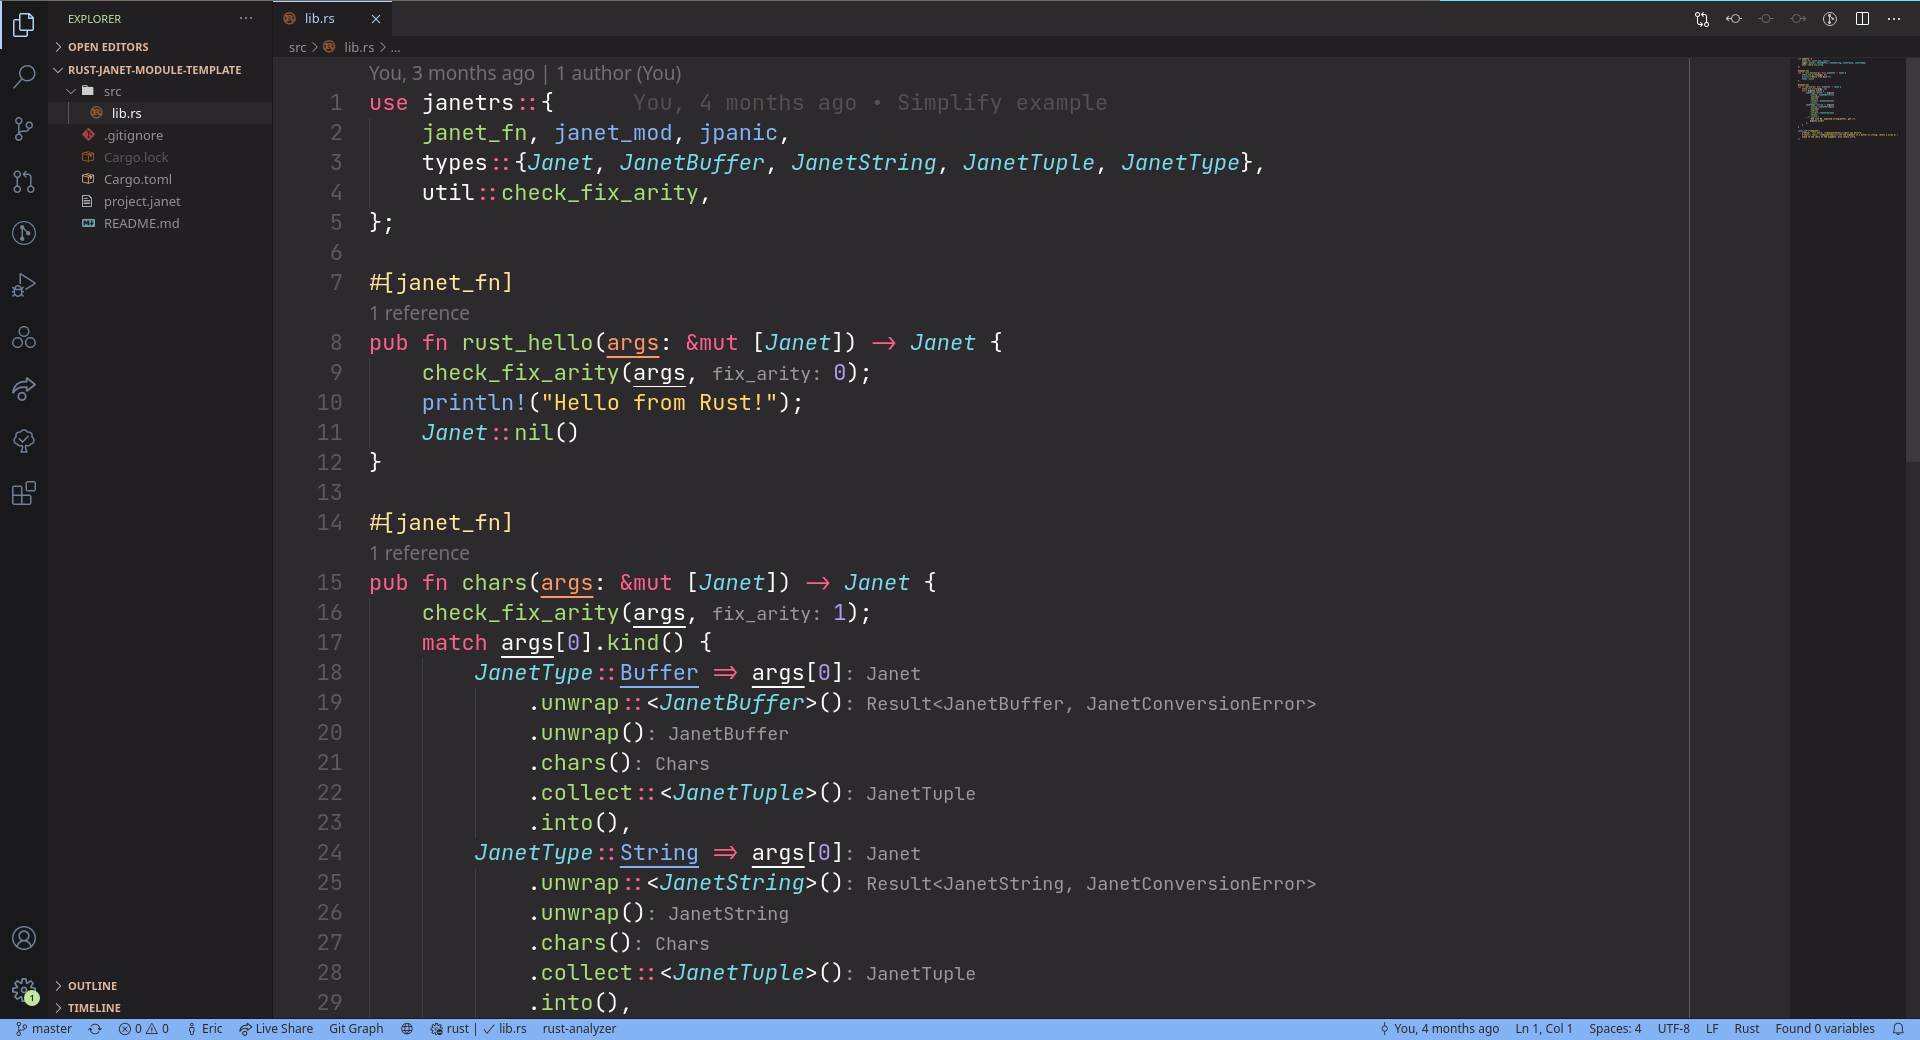 EXPLORER
OPEN EDITORS
RUST-JANET-MODULE-TEMPLATE
src
lib.rs
.gitignore
Cargo.lock
Cargo.toml
project.janet
README.md
OUTLINE
TIMELINE
lib.rs
src > lib.rs > ...
You, 3 months ago | 1 author (You)
1 use janetrs::{ You, 4 months ago • Simplify example
2 janet_fn, janet_mod, jpanic,
3 types::{Janet, JanetBuffer, JanetString, JanetTuple, JanetType},
4 util::check_fix_arity,
5 };
6
7 #[janet_fn]
1 reference
8 pub fn rust_hello(args: &mut [Janet]) -> Janet {
9 check_fix_arity(args, fix_arity: 0);
10 println!("Hello from Rust!");
11 Janet::nil()
12 }
13
14 #[janet_fn]
1 reference
15 pub fn chars(args: &mut [Janet]) -> Janet {
16 check_fix_arity(args, fix_arity: 1);
17 match args[0].kind() {
18 JanetType::Buffer => args[0]: Janet
19 .unwrap::<JanetBuffer>(): Result<JanetBuffer, JanetConversionError>
20 .unwrap(): JanetBuffer
21 .chars(): Chars
22 .collect::<JanetTuple>(): JanetTuple
23 .into(),
24 JanetType::String => args[0]: Janet
25 .unwrap::<JanetString>(): Result<JanetString, JanetConversionError>
26 .unwrap(): JanetString
27 .chars(): Chars
28 .collect::<JanetTuple>(): JanetTuple
29 .into(),
1
master 0 0 Eric Live Share Git Graph rust | lib.rs rust-analyzer You, 4 months ago Ln 1, Col 1 Spaces: 4 UTF-8 LF Rust Found 0 variables